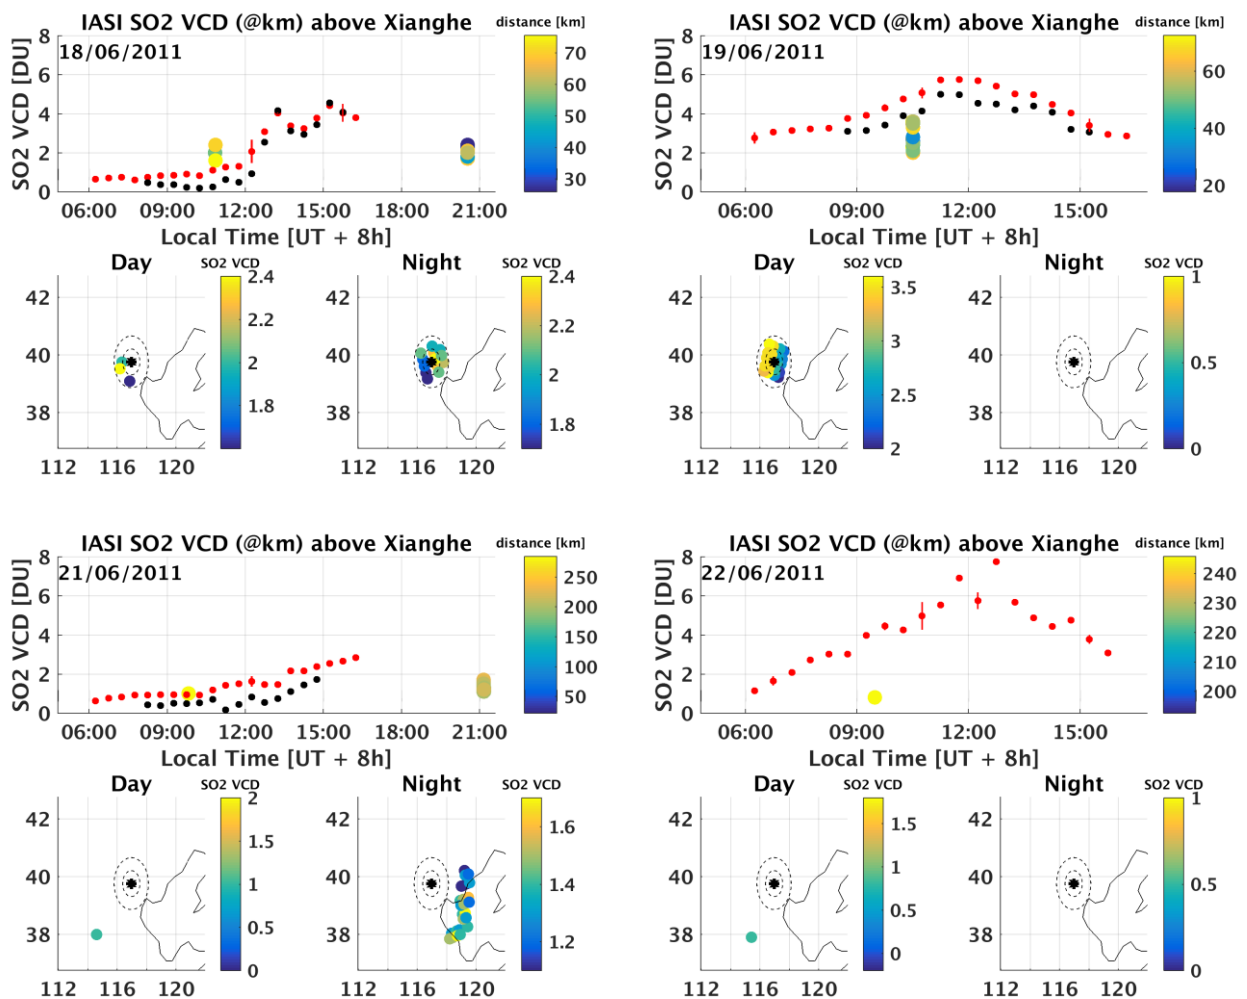 IASI SO2 VCD (@km) above Xianghe
distance [km]
18/06/2011
SO2 VCD [DU]
8
6
4
2
0
06:00 09:00 12:00 15:00 18:00 21:00
Local Time [UT + 8h]
70
60
50
40
30
Day
SO2 VCD
42
40
38
112 116 120
2.4
2.2
2
1.8
Night
SO2 VCD
42
40
38
112 116 120
2.4
2.2
2
1.8
IASI SO2 VCD (@km) above Xianghe
distance [km]
19/06/2011
SO2 VCD [DU]
8
6
4
2
0
06:00 09:00 12:00 15:00
Local Time [UT + 8h]
60
40
20
Day
SO2 VCD
42
40
38
112 116 120
3.5
3
2.5
2
Night
SO2 VCD
42
40
38
112 116 120
1
0.5
0
IASI SO2 VCD (@km) above Xianghe
distance [km]
21/06/2011
SO2 VCD [DU]
8
6
4
2
0
06:00 09:00 12:00 15:00 18:00 21:00
Local Time [UT + 8h]
250
200
150
100
50
Day
SO2 VCD
42
40
38
112 116 120
2
1.5
1
0.5
0
Night
SO2 VCD
42
40
38
112 116 120
1.6
1.4
1.2
IASI SO2 VCD (@km) above Xianghe
distance [km]
22/06/2011
SO2 VCD [DU]
8
6
4
2
0
06:00 09:00 12:00 15:00
Local Time [UT + 8h]
240
230
220
210
200
Day
SO2 VCD
42
40
38
112 116 120
1.5
1
0.5
0
Night
SO2 VCD
42
40
38
112 116 120
1
0.5
0